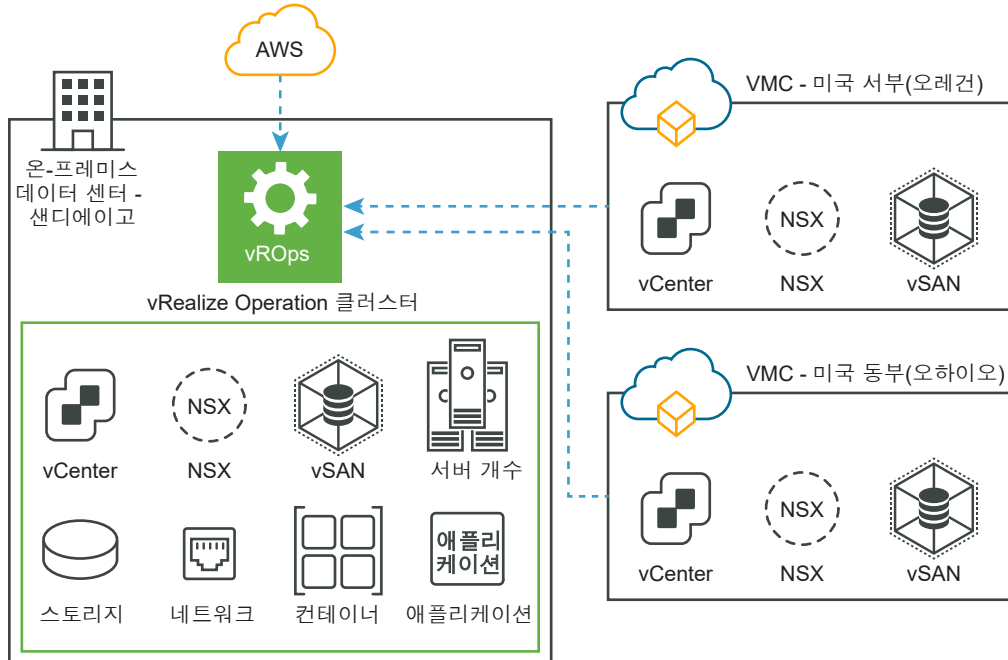 AWS
온-프레미스
데이터 센터 -
샌디에이고
vROps
vRealize Operation 클러스터
vCenter
NSX
NSX
vSAN
서버 개수
스토리지
네트워크
컨테이너
애플리
케이션
애플리케이션
VMC - 미국 서부(오레건)
vCenter
NSX
NSX
vSAN
VMC - 미국 동부(오하이오)
vCenter
NSX
NSX
vSAN